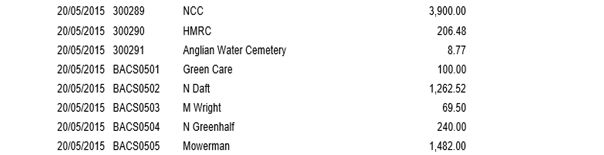 20/05/2015 300289 NCC 3,900.00
20/05/2015 300290 HMRC 206.48
20/05/2015 300291 Anglian Water Cemetery 8.77
20/05/2015 BACS0501 Green Care 100.00
20/05/2015 BACS0502 N Daft 1,262.52
20/05/2015 BACS0503 M Wright 69.50
20/05/2015 BACS0504 N Greenhalf 240.00
20/05/2015 BACS0505 Mowerman 1,482.00